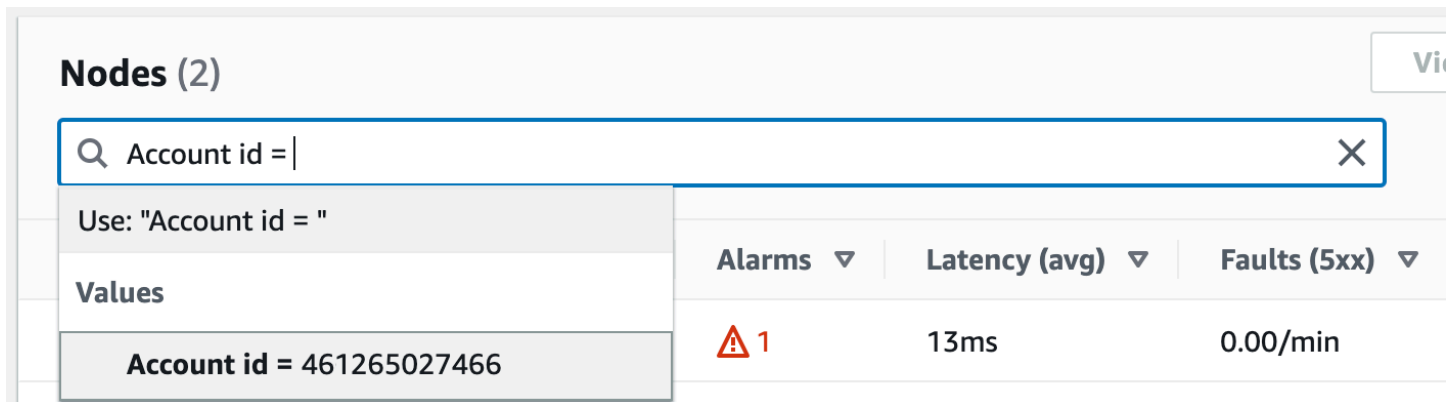 Nodes (2)
Account id =
Use: "Account id = "
Values
Account id = 461265027466
Alarms Latency (avg) Faults (5xx)
1 13ms 0.00/min